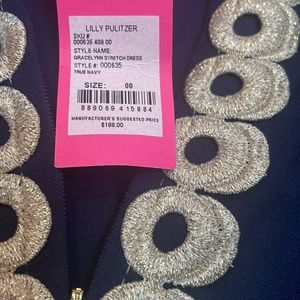 LILLY PULITZER
SKU #
000635 408 00
STYLE NAME:
GRACELYNN STRETCH DRESS
STYLE #: 000635
TRUE NAVY
SIZE: 00
889069 415884
MANUFACTURER'S SUGGESTED PRICE
$188.00